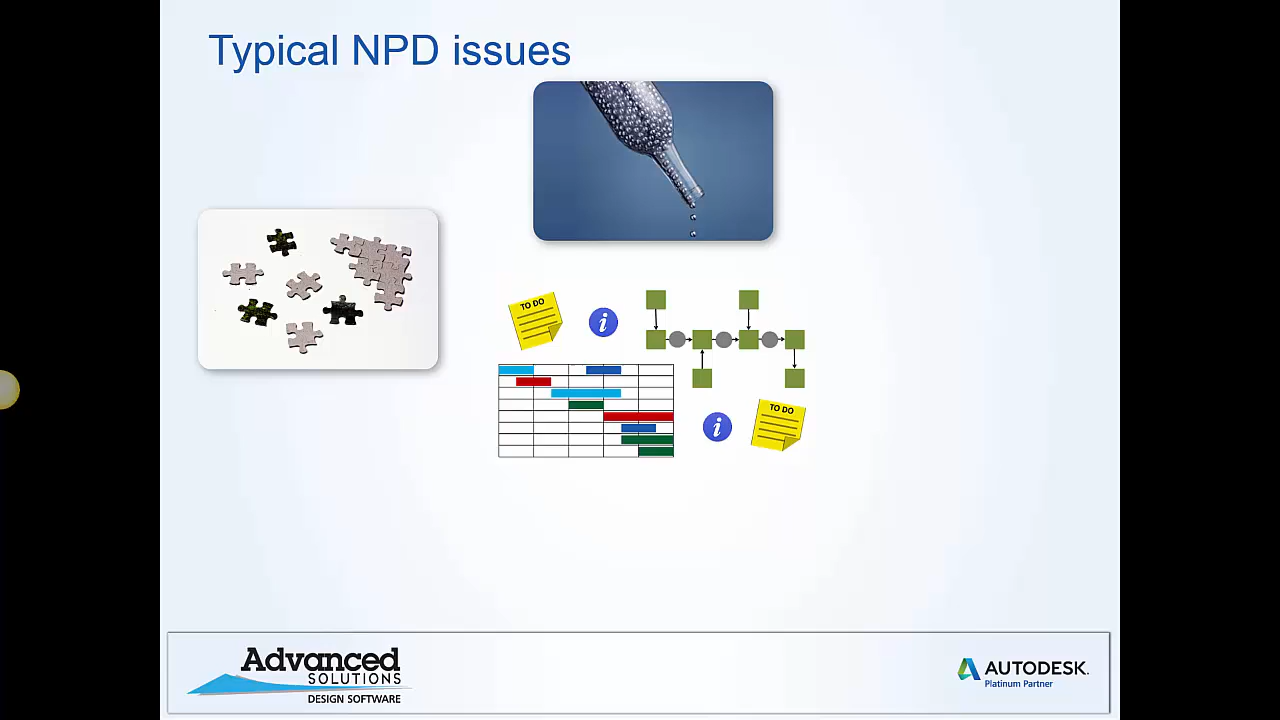 Typical NPD issues
TO DO
i
i
TO DO
Advanced
SOLUTIONS
DESIGN SOFTWARE
AUTODESK.
Platinum Partner